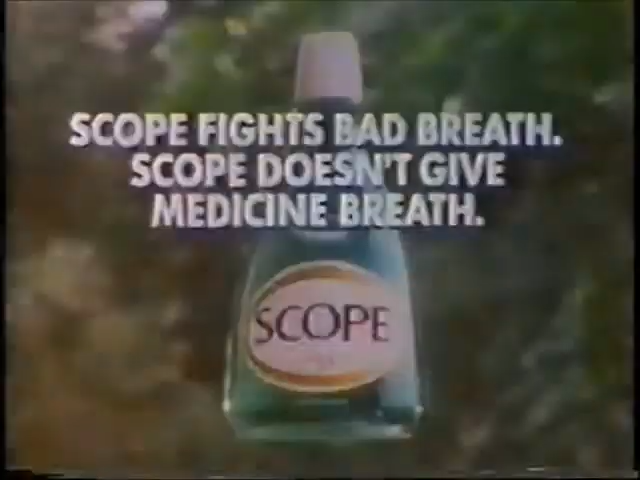 SCOPE FIGHTS BAD BREATH.
SCOPE DOESN'T GIVE
MEDICINE BREATH.
SCOPE